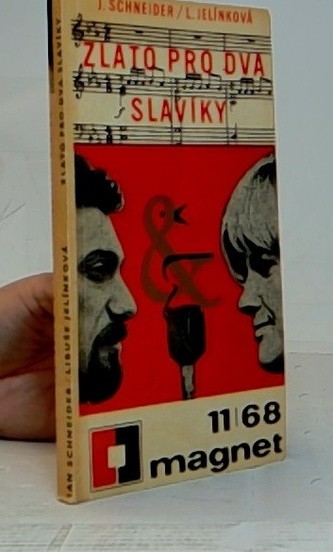 J. SCHNEIDER/L. JELÍNKOVÁ
ZLATO PRO DVA
SLAVÍKY
&
11|68
magnet
JAN SCHNEIDER/LIBUŠE JELÍNKOVÁ ZLATO PRO DVA SLAVÍKY